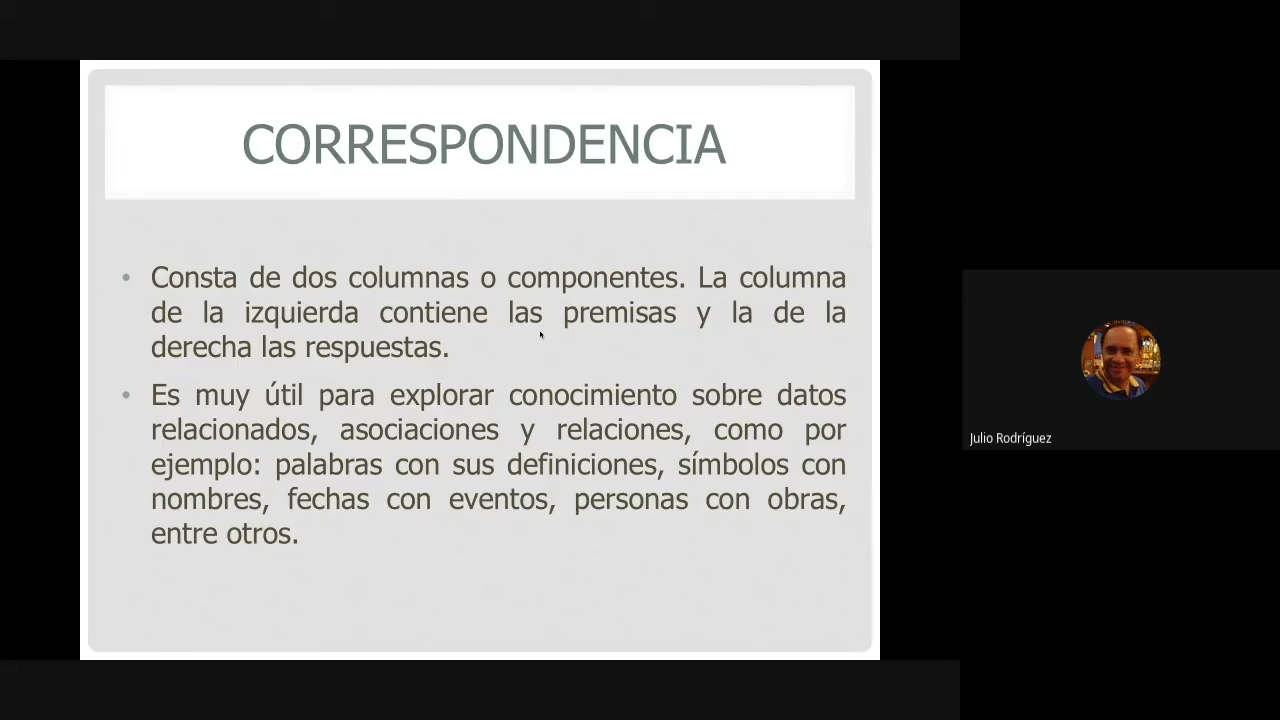 CORRESPONDENCIA
• Consta de dos columnas o componentes. La columna
de la izquierda contiene las premisas y la de la
derecha las respuestas.
• Es muy útil para explorar conocimiento sobre datos
relacionados, asociaciones y relaciones, como por
ejemplo: palabras con sus definiciones, símbolos con
nombres, fechas con eventos, personas con obras,
entre otros.
Julio Rodríguez